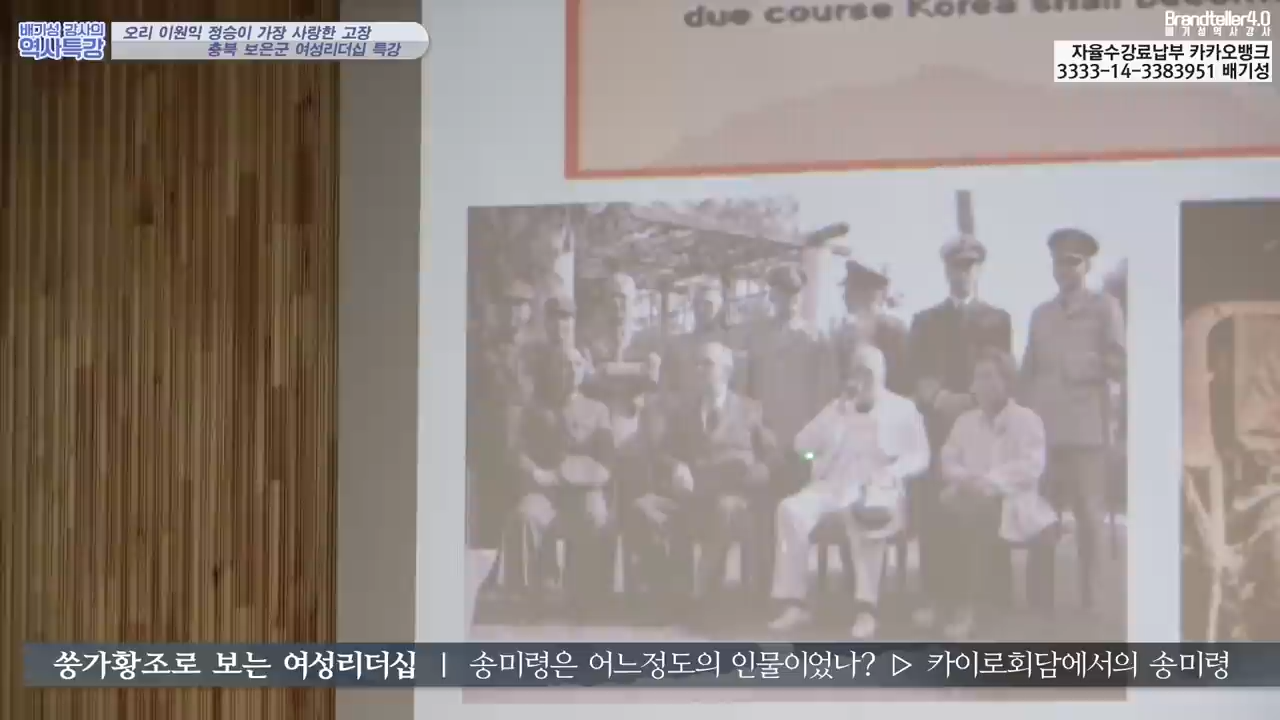 배기성 강사의
역사특강
오리 이원익 정승이 가장 사랑한 고장
충북 보은군 여성리더십 특강
due course Korea shall
Brandteller4.0
배기성역사강사
자율수강료납부 카카오뱅크
3333-14-3383951 배기성
쑹가황조로 보는 여성리더십 | 송미령은 어느정도의 인물이었나? ▷ 카이로회담에서의 송미령